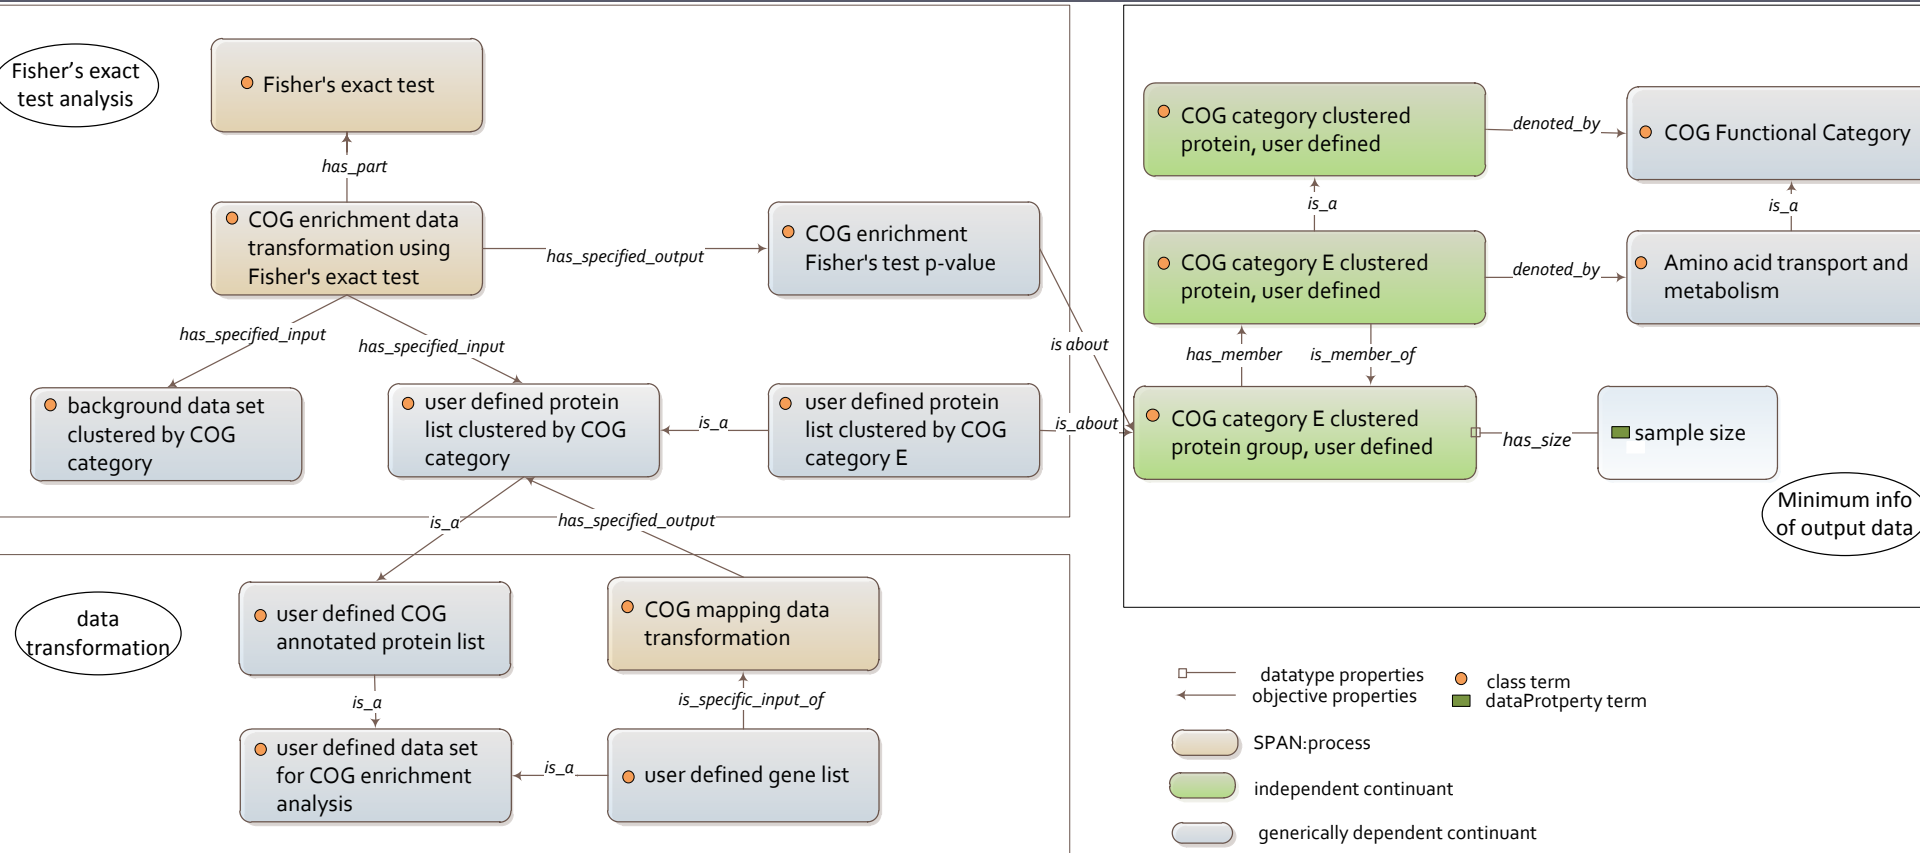 Fisher’s exact
test analysis
Fisher's exact test
has_part
COG enrichment data
transformation using
Fisher's exact test
has_specified_output
COG enrichment
Fisher's test p-value
has_specified_input
has_specified_input
is about
background data set
clustered by COG
category
user defined protein
list clustered by COG
category
is_a
user defined protein
list clustered by COG
category E
is_about
is_a
has_specified_output
data
transformation
user defined COG
annotated protein list
COG mapping data
transformation
is_a
is_specific_input_of
user defined data set
for COG enrichment
analysis
is_a
user defined gene list
COG category clustered
protein, user defined
denoted_by
COG Functional Category
is_a
is_a
COG category E clustered
protein, user defined
denoted_by
Amino acid transport and
metabolism
has_member
is_member_of
COG category E clustered
protein group, user defined
has_size
sample size
Minimum info
of output data
datatype properties
objective properties
class term
dataProtperty term
SPAN:process
independent continuant
generically dependent continuant